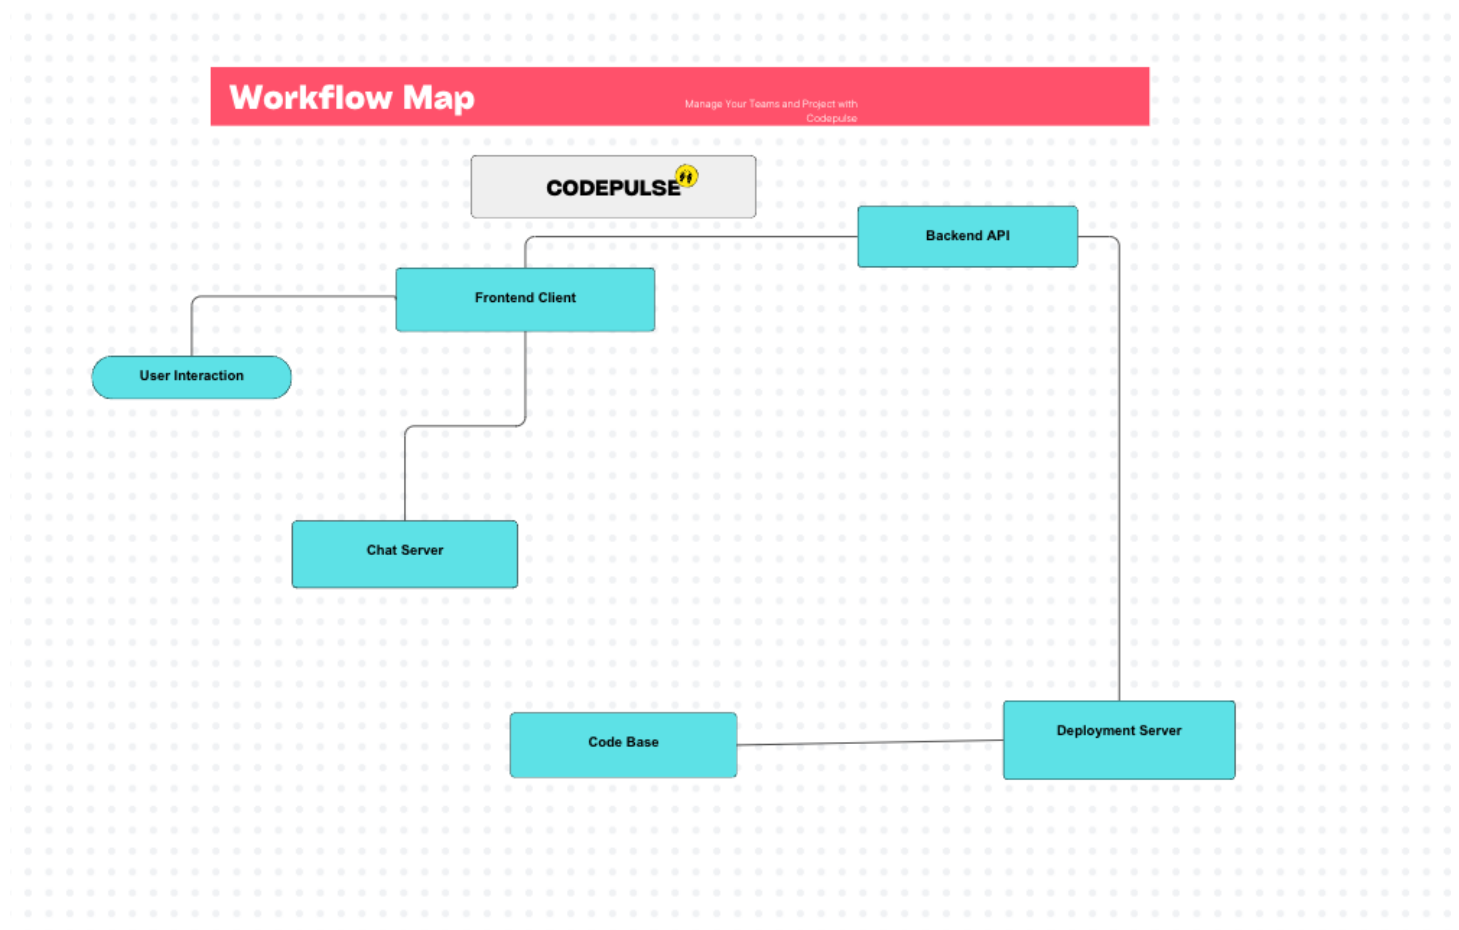 Workflow Map
Manage Your Teams and Project with
Codepulse
CODEPULSE
Backend API
Frontend Client
User Interaction
Chat Server
Code Base
Deployment Server